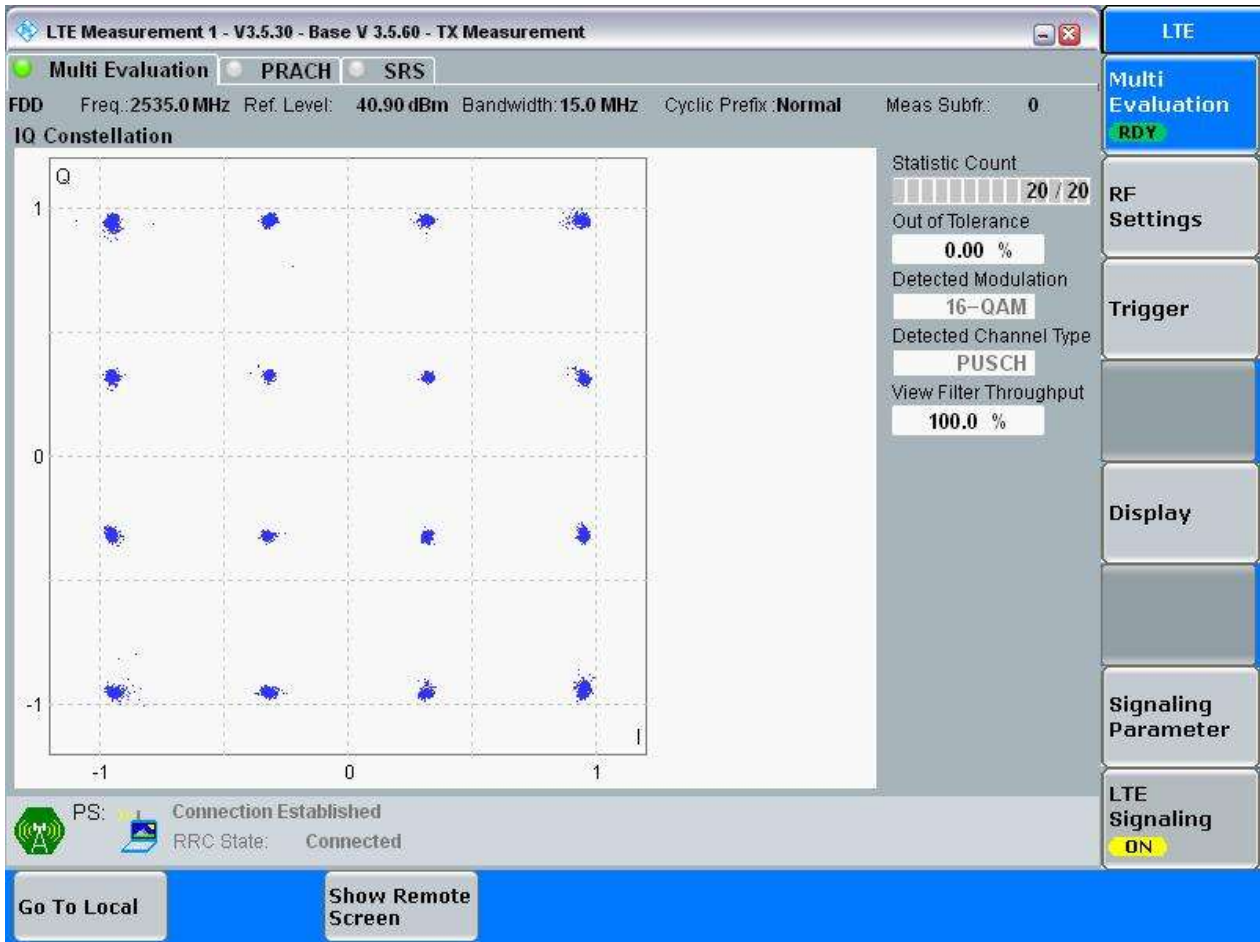 LTE Measurement 1 - V3.5.30 - Base V 3.5.60 - TX Measurement
LTE
Multi Evaluation PRACH SRS
FDD Freq.:2535.0 MHz Ref. Level: 40.90 dBm Bandwidth:15.0 MHz Cyclic Prefix :Normal Meas Subfr.: 0
IQ Constellation
Q
1
0
-1
-1 0 1
I
Statistic Count
20 / 20
Out of Tolerance
0.00 %
Detected Modulation
16-QAM
Detected Channel Type
PUSCH
View Filter Throughput
100.0 %
Multi
Evaluation
RDY
RF
Settings
Trigger
Display
Signaling
Parameter
LTE
Signaling
ON
PS: Connection Established
RRC State: Connected
Go To Local
Show Remote
Screen